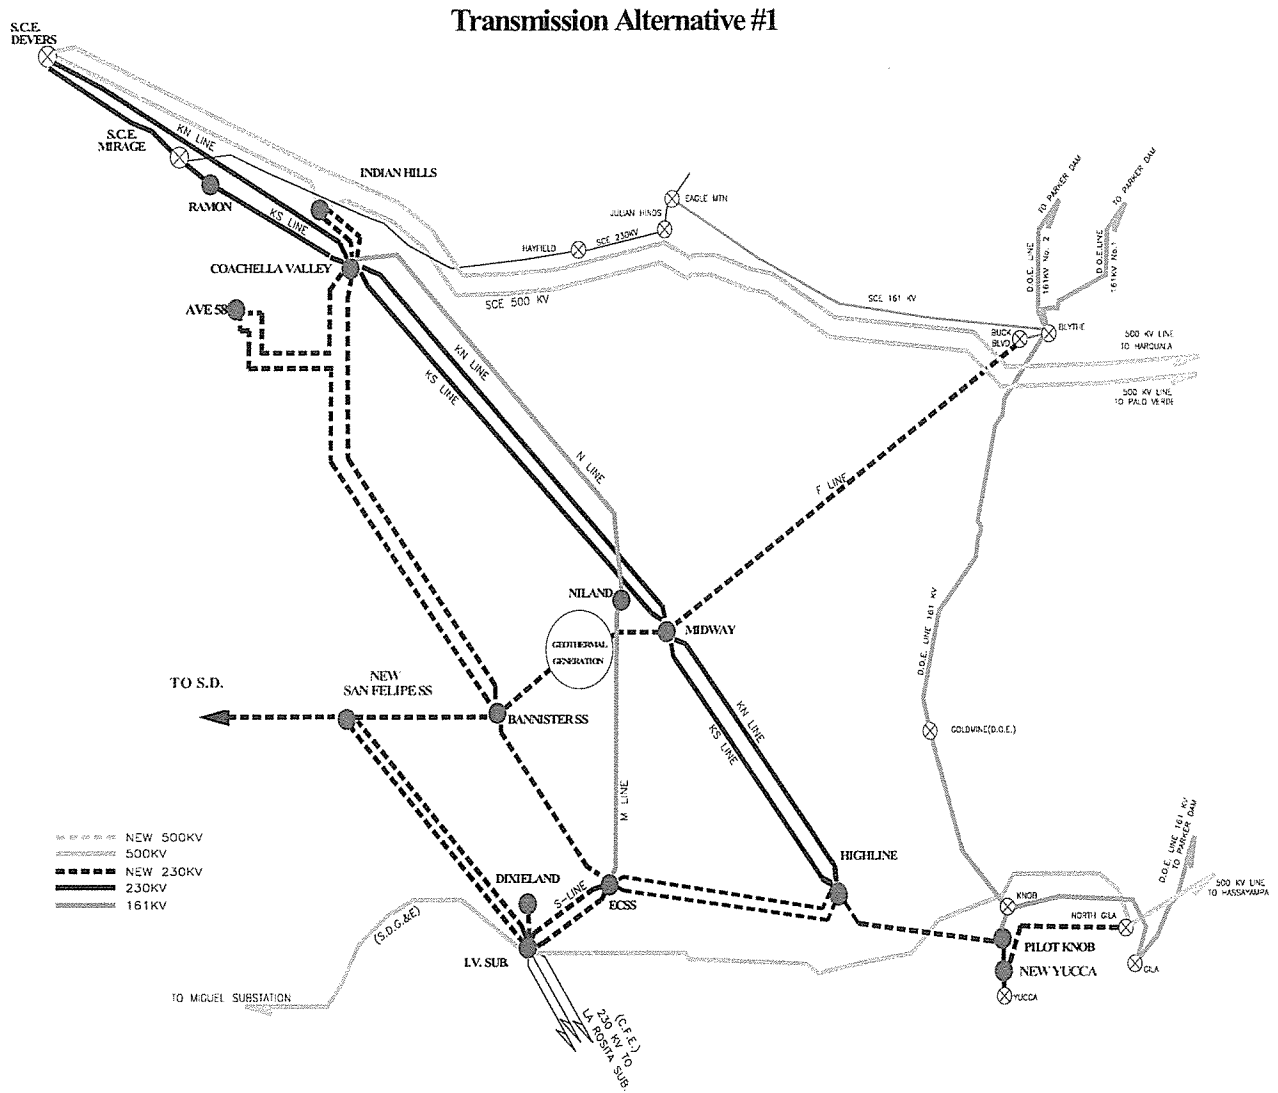 Transmission Alternative #1
S.C.E.
DEVERS
S.C.E.
MIRAGE
KN LINE
RAMON
KS LINE
INDIAN HILLS
COACHELLA VALLEY
AVE 58
EAGLE MTN
JULIAN HINDS
HAYFIELD
SCE 230KV
SCE 500 KV
SCE 161 KV
TO PARKER DAM
TO PARKER DAM
D.O.E. LINE
161KV No. 2
D.O.E.LINE
161KV No.1
BUCK
BLVD
BLYTHE
500 KV LINE
TO HARQUALA
500 KV LINE
TO PALO VERDE
KN LINE
KS LINE
N LINE
F LINE
NILAND
MIDWAY
GEOTHERMAL
GENERATION
D.O.E. LINE 161 KV
TO S.D.
NEW
SAN FELIPE SS
BANNISTER SS
KN LINE
KS LINE
GOLDMINE(D.O.E.)
M LINE
NEW 500KV
500KV
NEW 230KV
230KV
161KV
HIGHLINE
DIXIELAND
S-LINE
ECSS
D.O.E. LINE 161 KV
TO PARKER DAM
500 KV LINE
TO HASSAYAMPA
KNOB
NORTH GILA
(S.D.G.&E)
I.V. SUB.
PILOT KNOB
GILA
NEW YUCCA
YUCCA
TO MIGUEL SUBSTATION
(C.F.E.)
230 KV TO
LA ROSITA SUB.